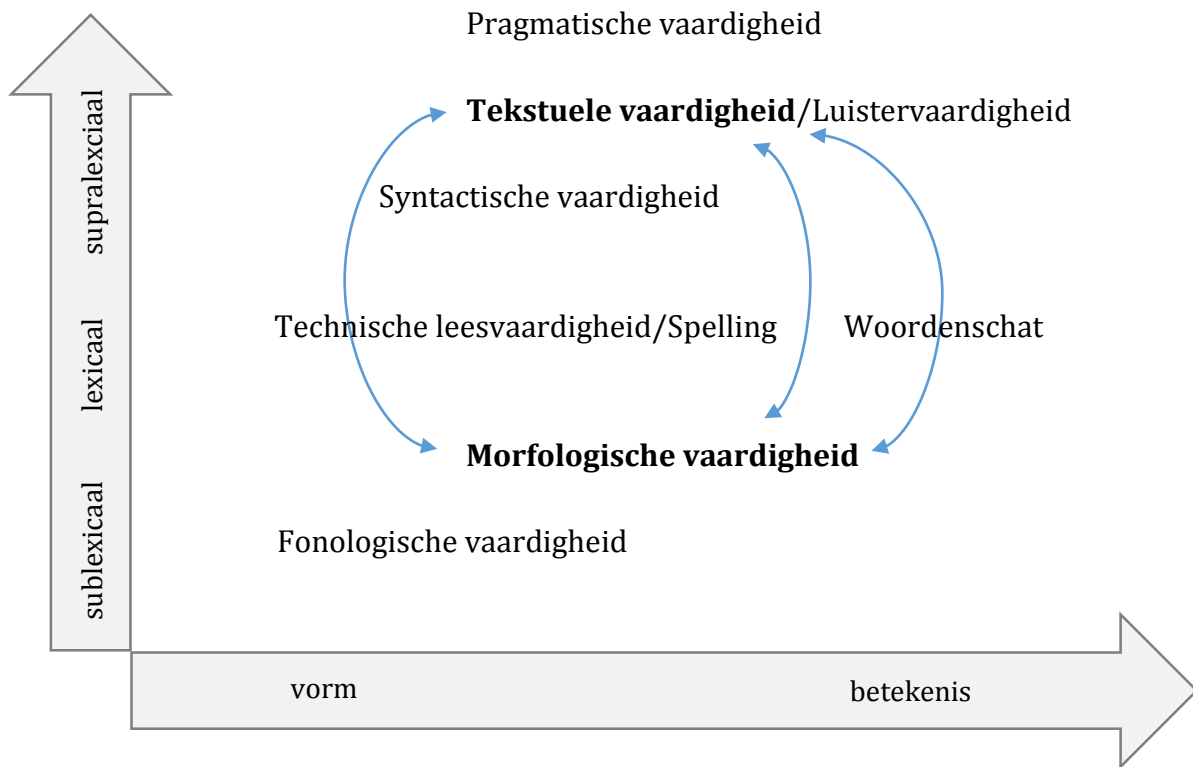 Pragmatische vaardigheid
Tekstuele vaardigheid/Luistervaardigheid
Syntactische vaardigheid
Technische leesvaardigheid/Spelling
Woordenschat
Morfologische vaardigheid
Fonologische vaardigheid
supralexciaal
lexicaal
sublexicaal
vorm
betekenis